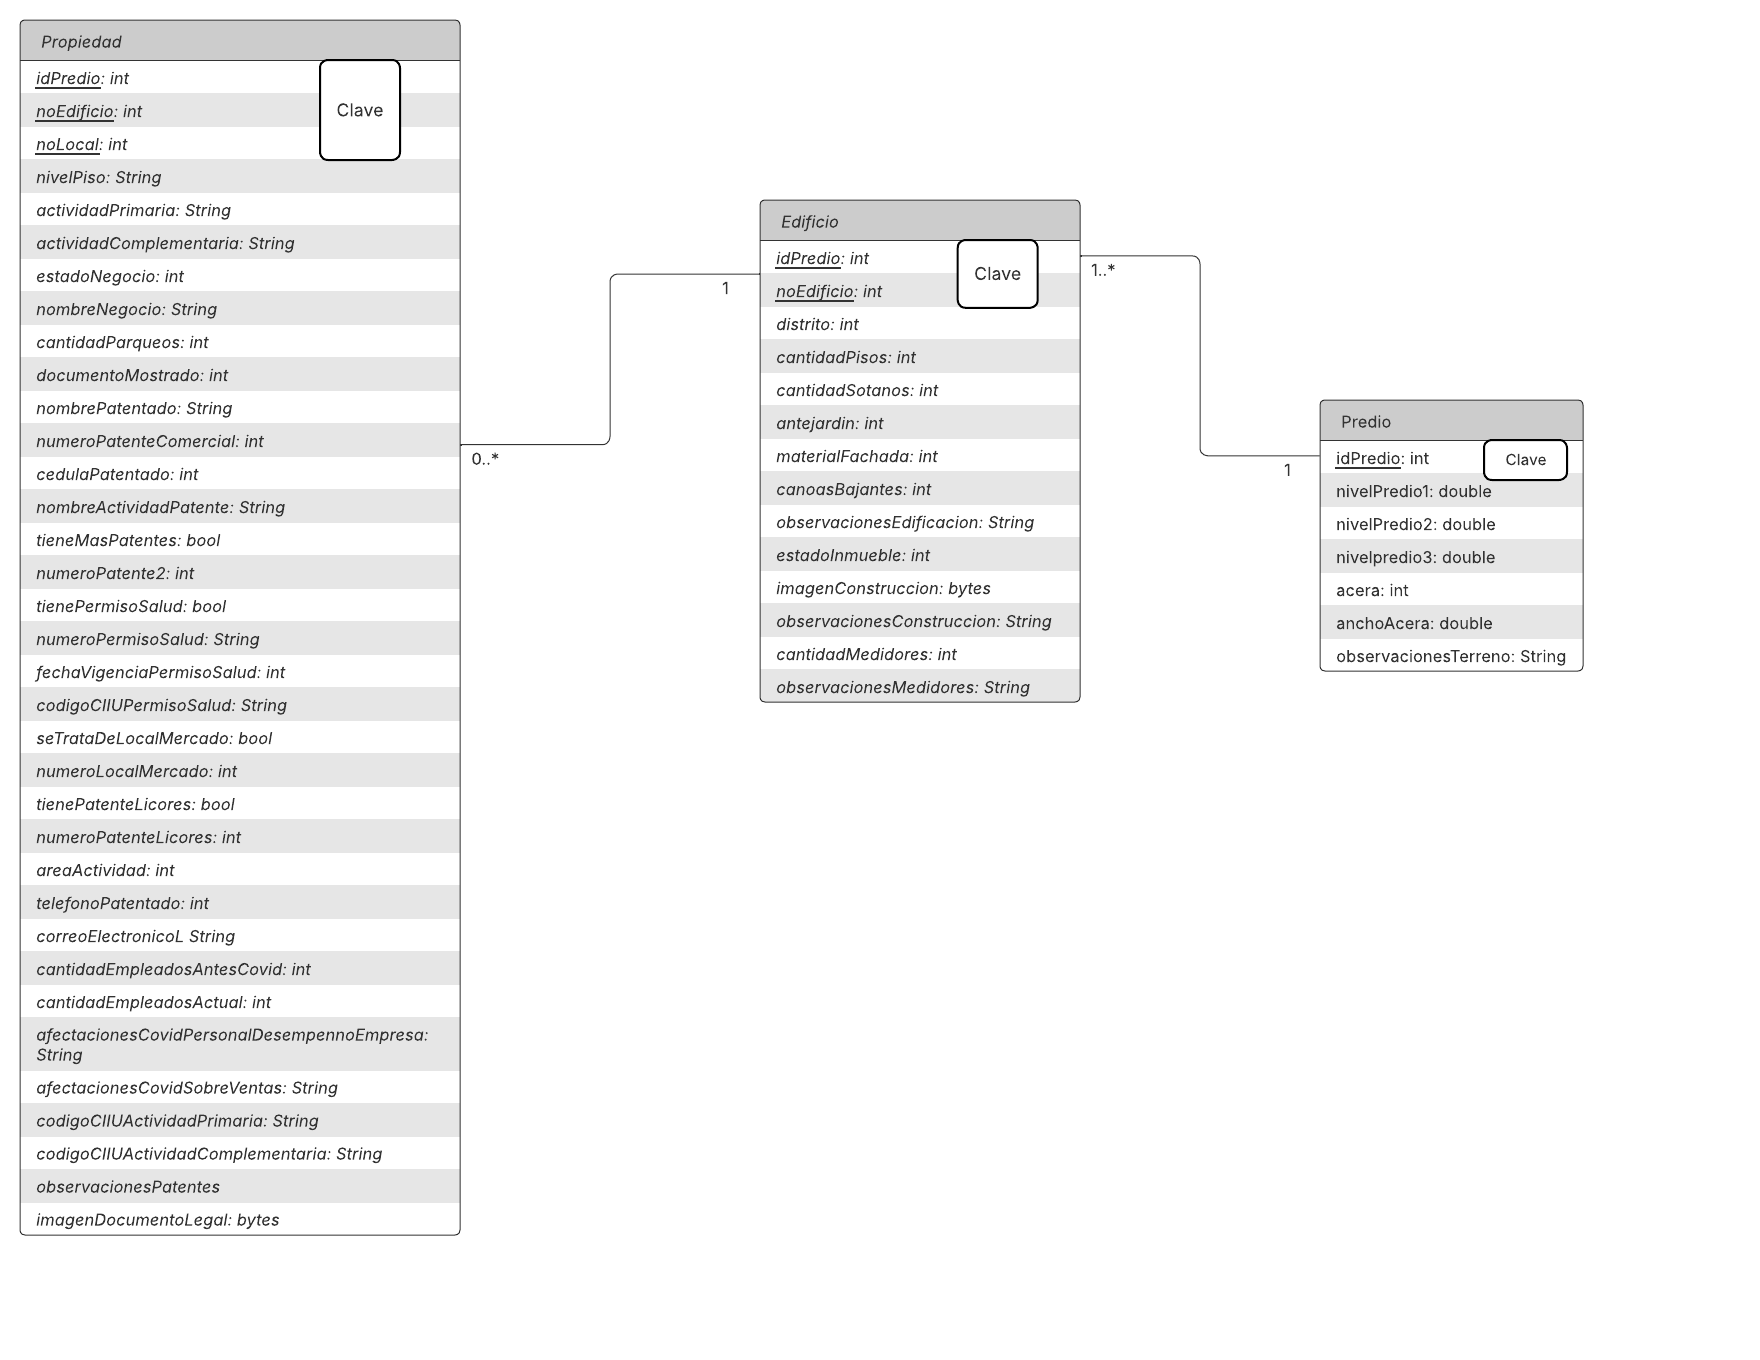 Propiedad
idPredio: int
noEdificio: int
noLocal: int
Clave
nivelPiso: String
actividadPrimaria: String
actividadComplementaria: String
estadoNegocio: int
nombreNegocio: String
cantidadParqueos: int
documentoMostrado: int
nombrePatentado: String
numeroPatenteComercial: int
cedulaPatentado: int
nombreActividadPatente: String
tieneMasPatentes: bool
numeroPatente2: int
tienePermisoSalud: bool
numeroPermisoSalud: String
fechaVigenciaPermisoSalud: int
codigoCIIUPermisoSalud: String
seTrataDeLocalMercado: bool
numeroLocalMercado: int
tienePatenteLicores: bool
numeroPatenteLicores: int
areaActividad: int
telefonoPatentado: int
correoElectronicoL String
cantidadEmpleadosAntesCovid: int
cantidadEmpleadosActual: int
afectacionesCovidPersonalDesempennoEmpresa:
String
afectacionesCovidSobreVentas: String
codigoCIIUActividadPrimaria: String
codigoCIIUActividadComplementaria: String
observacionesPatentes
imagenDocumentoLegal: bytes
0..*
1
Edificio
idPredio: int
noEdificio: int
Clave
distrito: int
cantidadPisos: int
cantidadSotanos: int
antejardin: int
materialFachada: int
canoasBajantes: int
observacionesEdificacion: String
estadoInmueble: int
imagenConstruccion: bytes
observacionesConstruccion: String
cantidadMedidores: int
observacionesMedidores: String
1..*
1
Predio
idPredio: int
Clave
nivelPredio1: double
nivelPredio2: double
nivelpredio3: double
acera: int
anchoAcera: double
observacionesTerreno: String